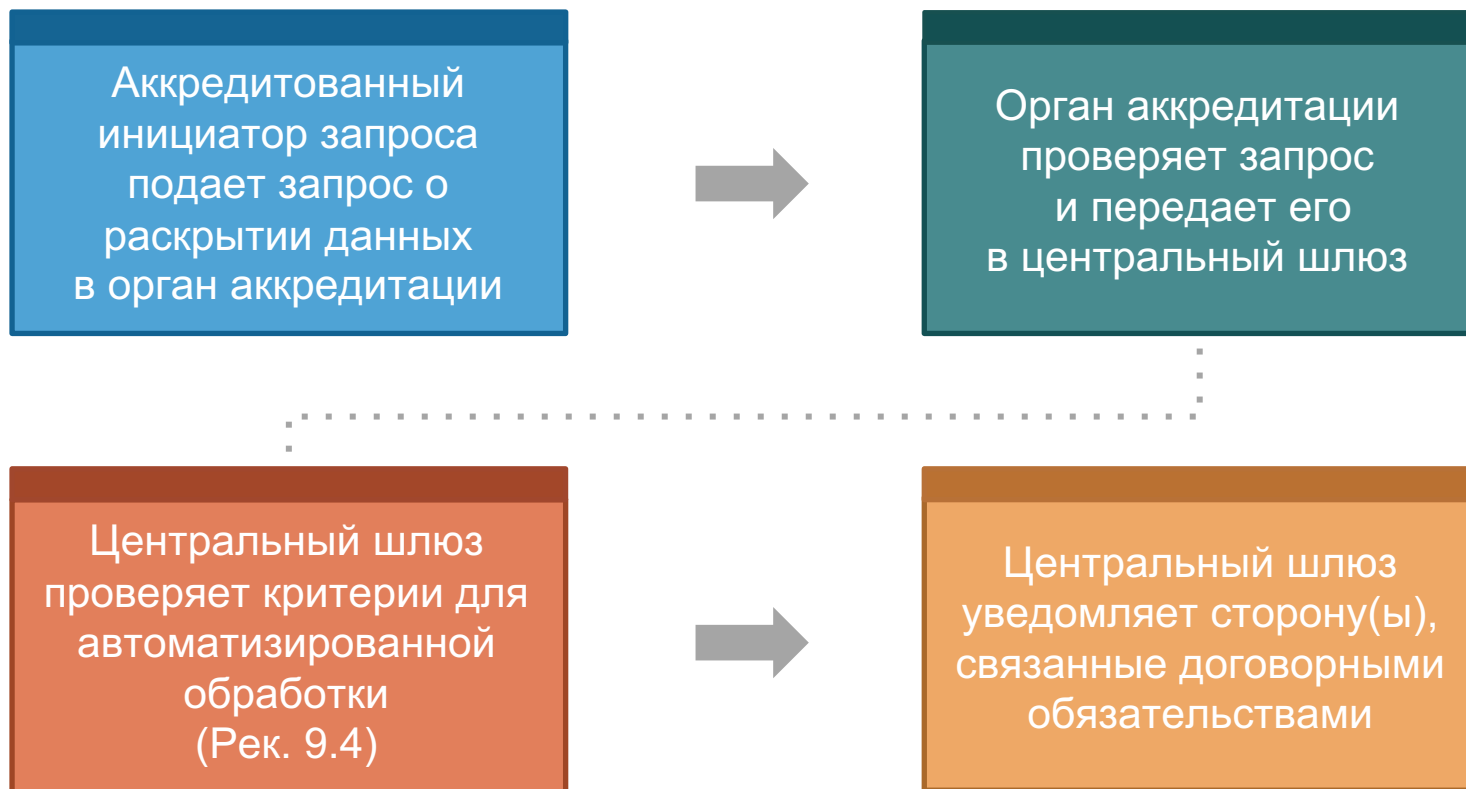 Аккредитованный
инициатор запроса
подает запрос о
раскрытии данных
в орган аккредитации
Орган аккредитации
проверяет запрос
и передает его
в центральный шлюз
Центральный шлюз
проверяет критерии для
автоматизированной
обработки
(Рек. 9.4)
Центральный шлюз
уведомляет сторону(ы),
связанные договорными
обязательствами